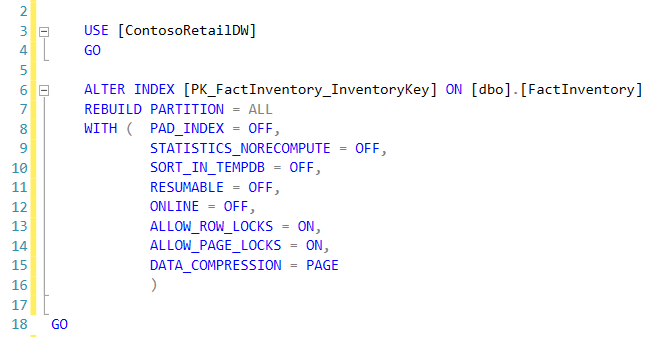 2
3 USE [ContosoRetailDW]
4 GO
5
6 ALTER INDEX [PK_FactInventory_InventoryKey] ON [dbo].[FactInventory]
7 REBUILD PARTITION = ALL
8 WITH (  PAD_INDEX = OFF,
9 STATISTICS_NORECOMPUTE = OFF,
10 SORT_IN_TEMPDB = OFF,
11 RESUMABLE = OFF,
12 ONLINE = OFF,
13 ALLOW_ROW_LOCKS = ON,
14 ALLOW_PAGE_LOCKS = ON,
15 DATA_COMPRESSION = PAGE
16 )
17
18 GO